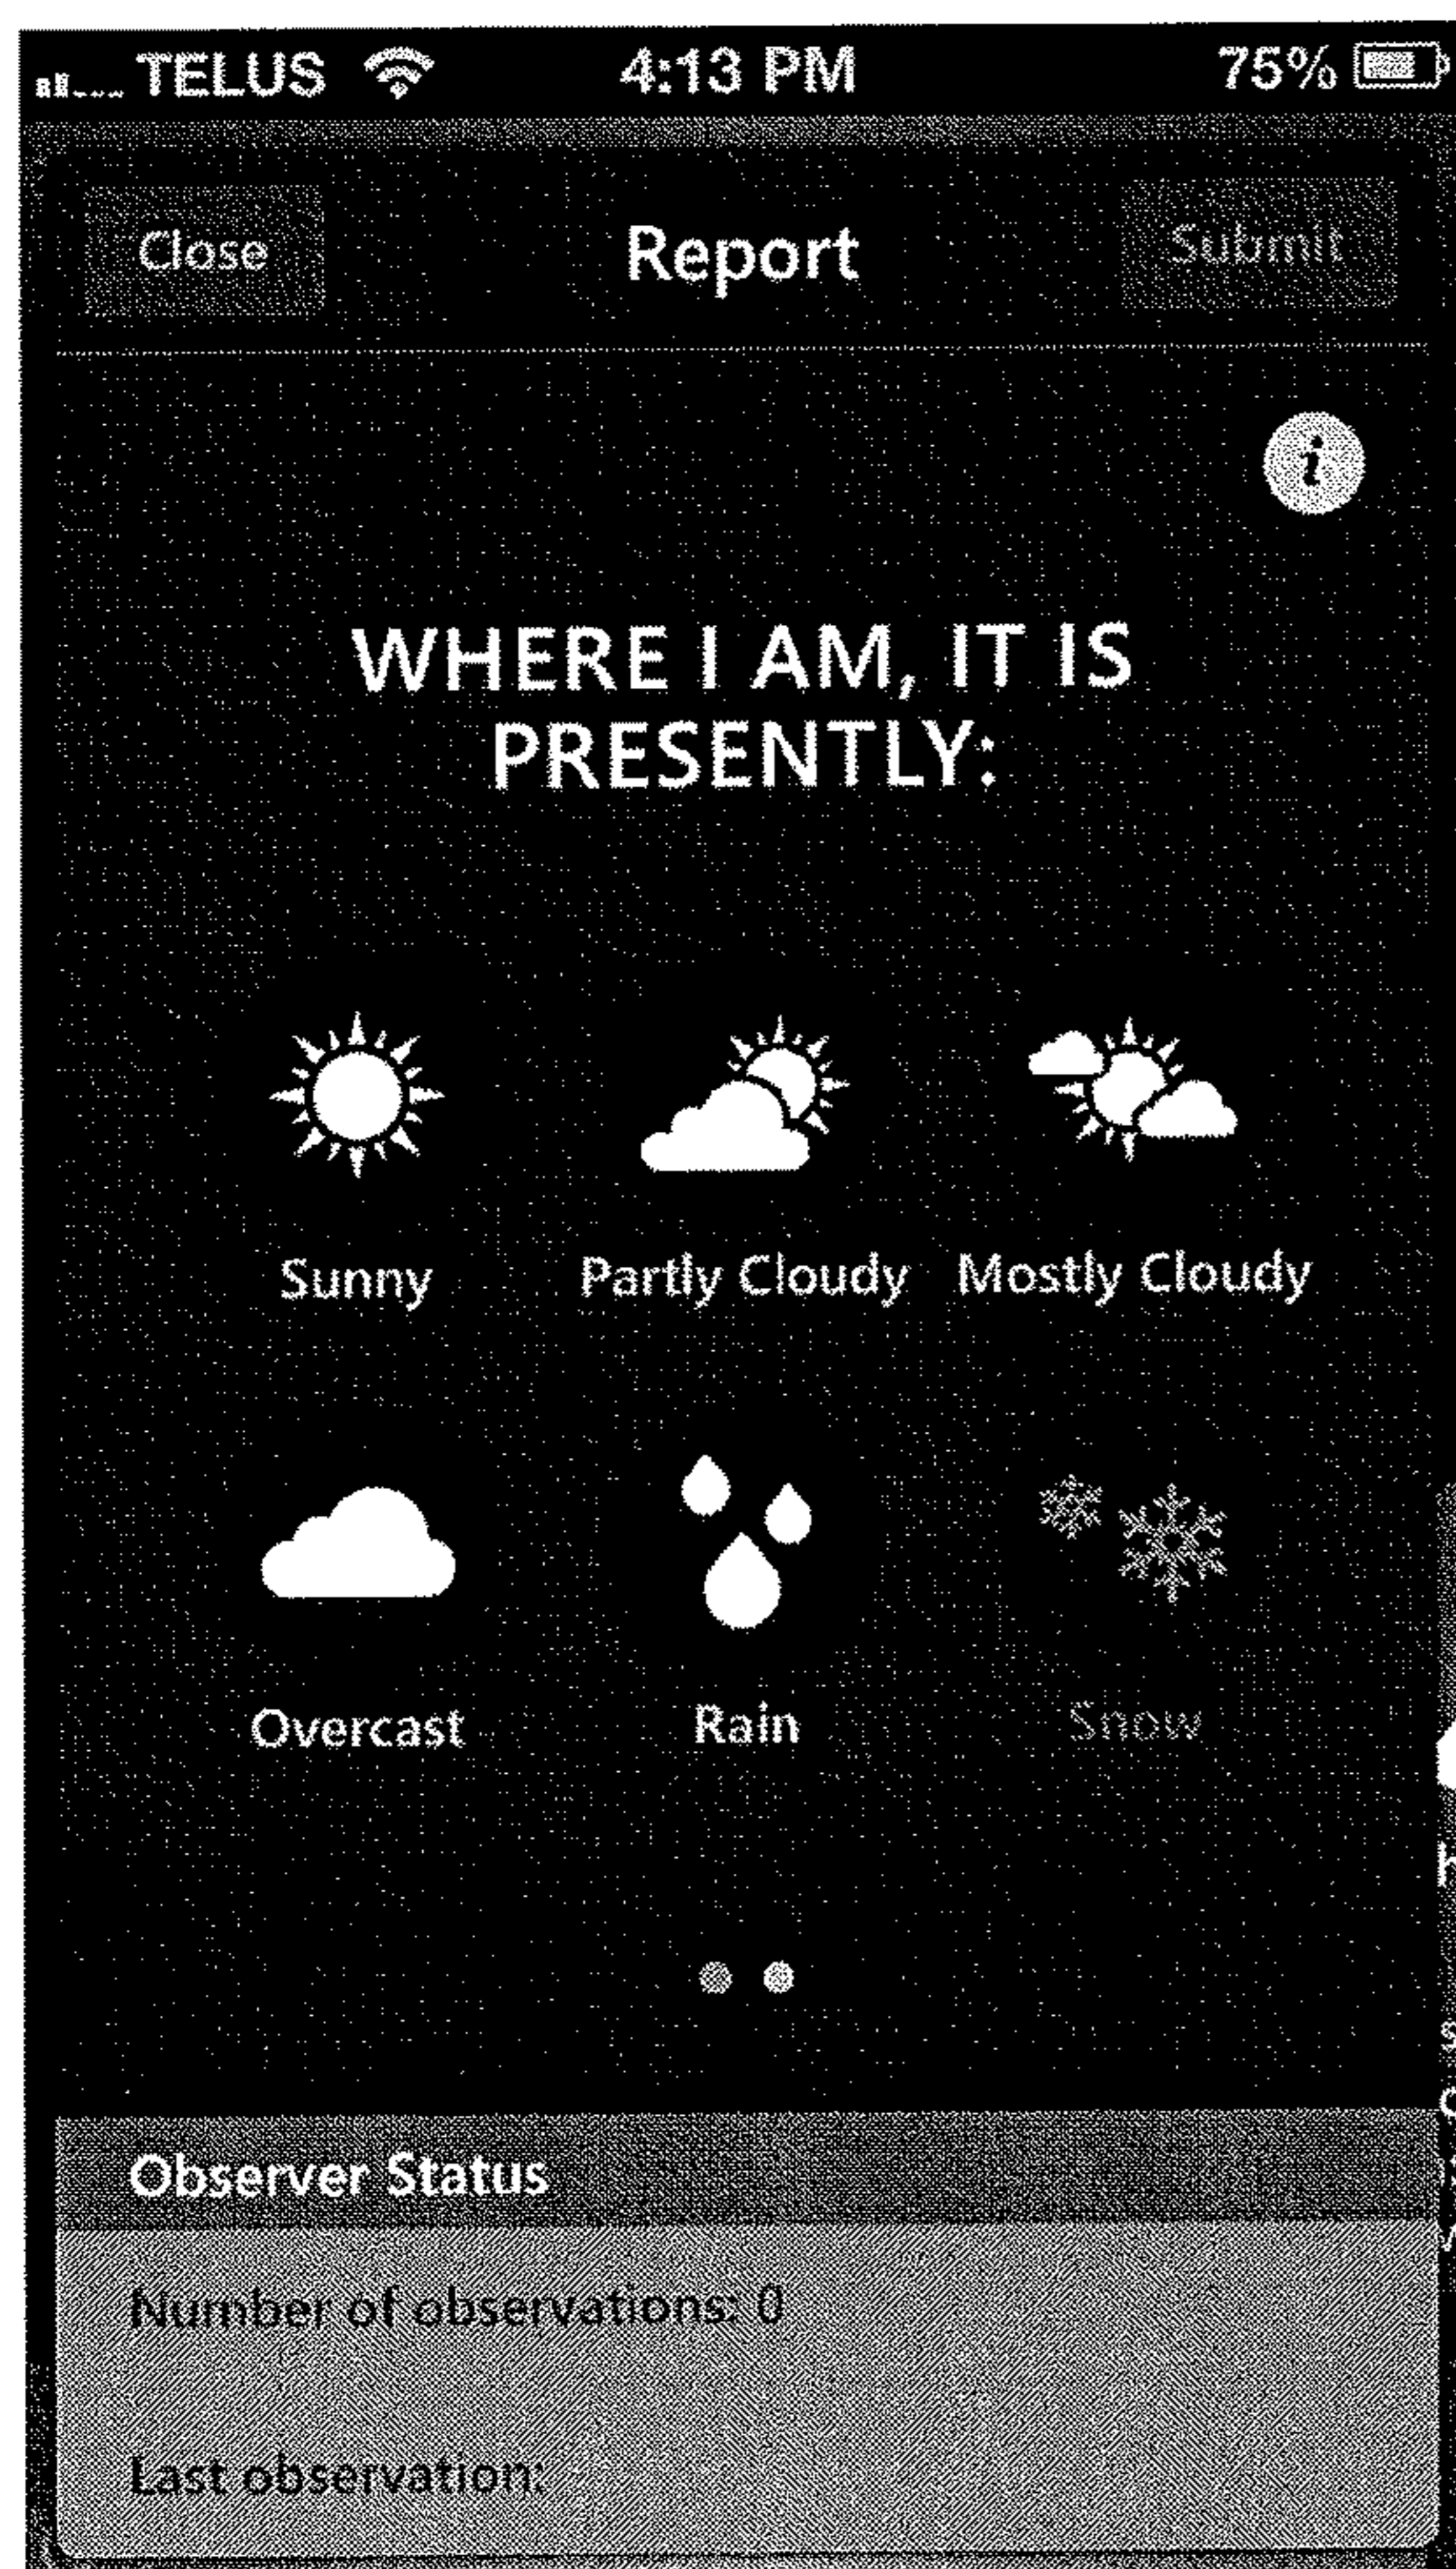 TELUS 4:13 PM 75%
Close Report Submit
i
WHERE I AM, IT IS
PRESENTLY:
Sunny Partly Cloudy Mostly Cloudy
Overcast Rain Snow
Observer Status
Number of observations: 0
Last observation: